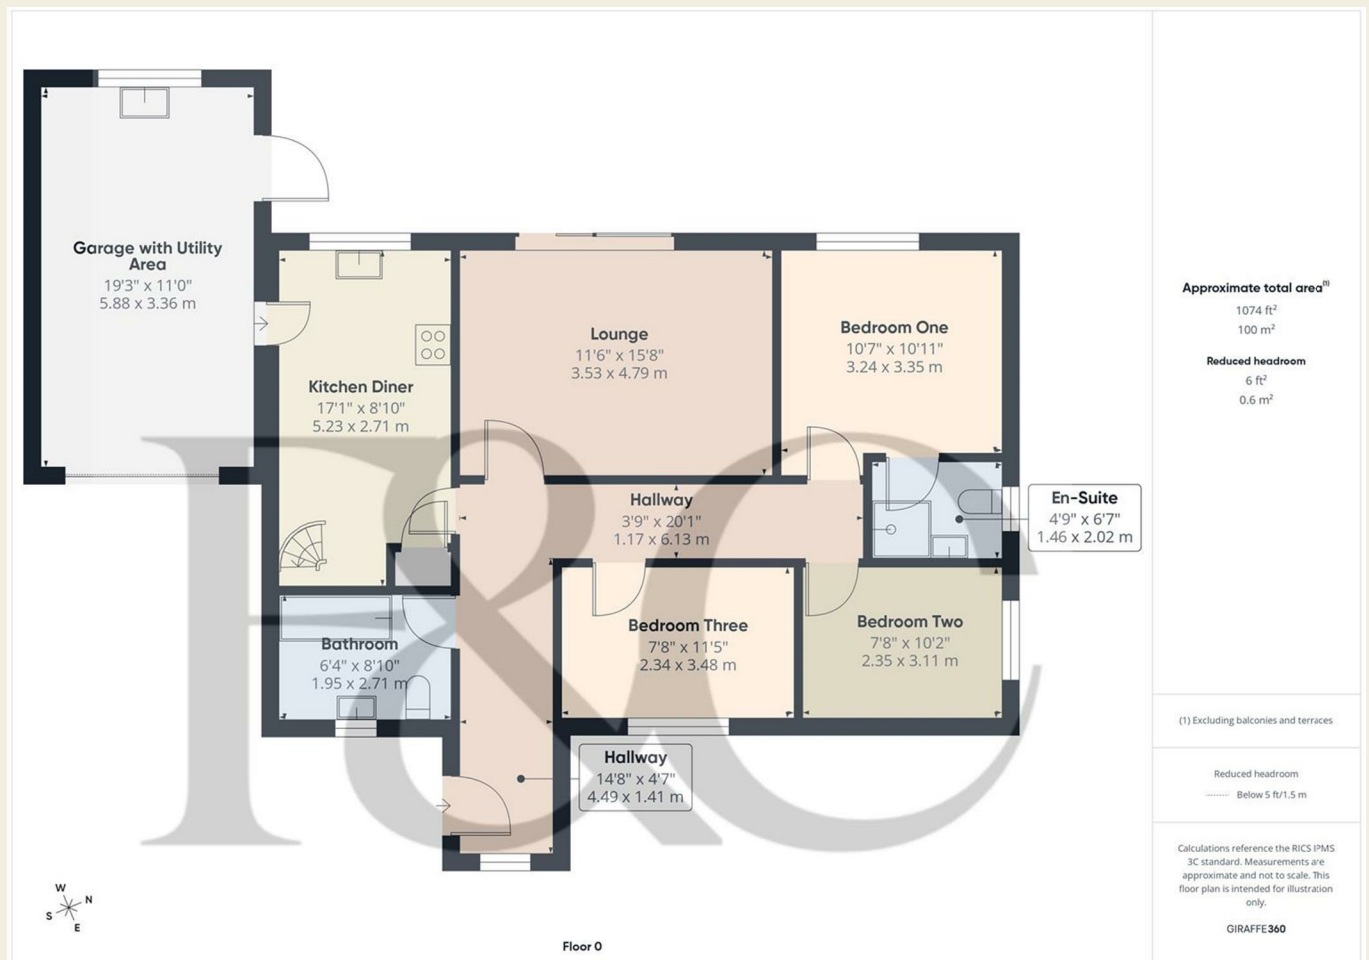 Garage with Utility
Area
19'3" x 11'0"
5.88 x 3.36 m
Kitchen Diner
17'1" x 8'10"
5.23 x 2.71 m
Lounge
11'6" x 15'8"
3.53 x 4.79 m
Bedroom One
10'7" x 10'11"
3.24 x 3.35 m
Hallway
3'9" x 20'1"
1.17 x 6.13 m
En-Suite
4'9" x 6'7"
1.46 x 2.02 m
Bathroom
6'4" x 8'10"
1.95 x 2.71 m
Bedroom Three
7'8" x 11'5"
2.34 x 3.48 m
Bedroom Two
7'8" x 10'2"
2.35 x 3.11 m
Hallway
14'8" x 4'7"
4.49 x 1.41 m
F&C
W
N
S
E
Floor 0
Approximate total area(1)
1074 ft²
100 m²
Reduced headroom
6 ft²
0.6 m²
(1) Excluding balconies and terraces
Reduced headroom
Below 5 ft/1.5 m
Calculations reference the RICS IPMS
3C standard. Measurements are
approximate and not to scale. This
floor plan is intended for illustration
only.
GIRAFFE360